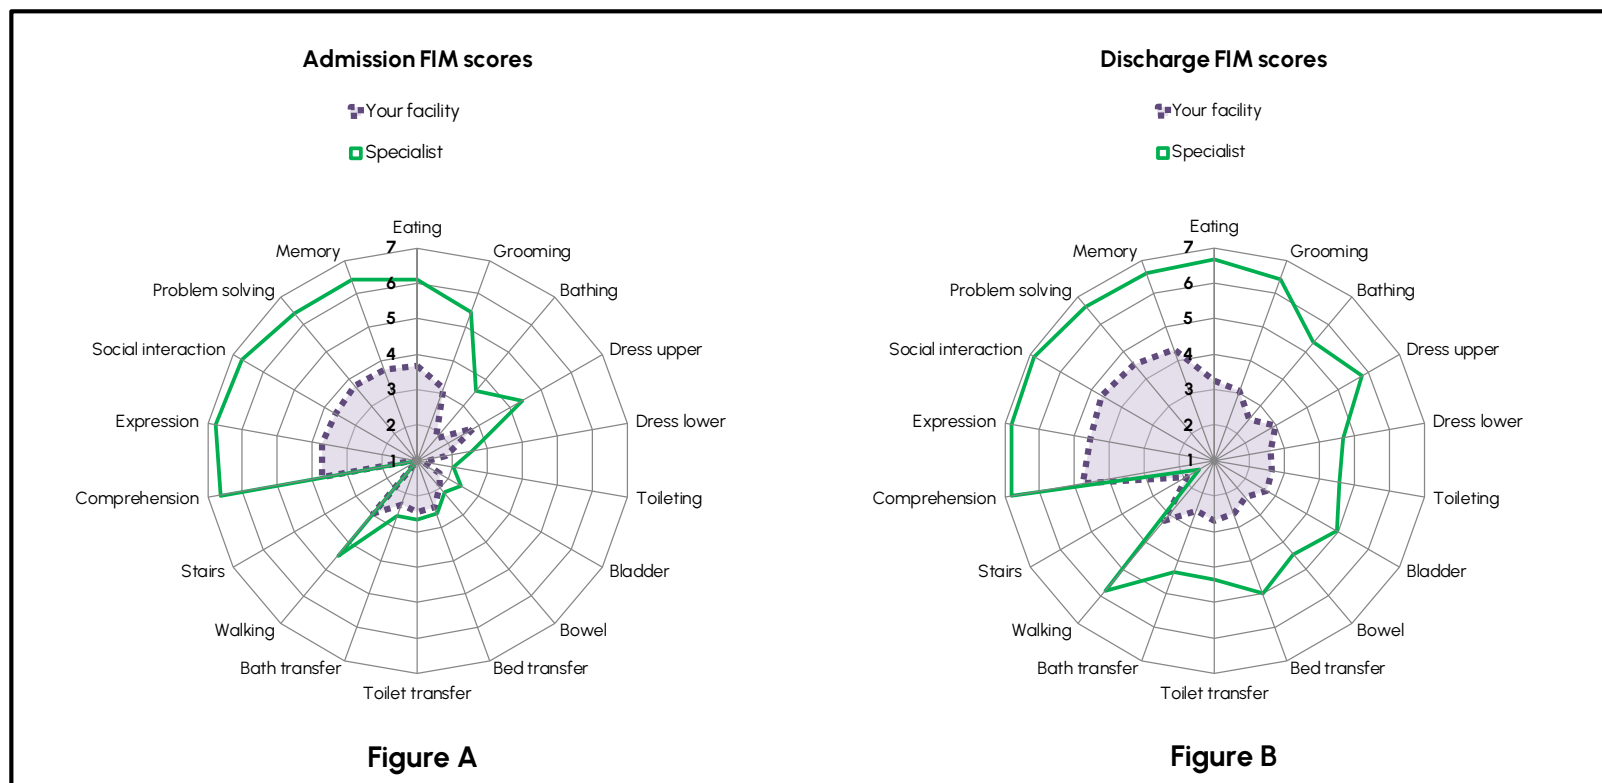 Admission FIM scores
Your facility
Specialist
Eating
Grooming
Bathing
Dress upper
Dress lower
Toileting
Bladder
Bowel
Bed transfer
Toilet transfer
Bath transfer
Walking
Stairs
Comprehension
Expression
Social interaction
Problem solving
Memory
7
6
5
4
3
2
1
Figure A
Discharge FIM scores
Your facility
Specialist
Eating
Grooming
Bathing
Dress upper
Dress lower
Toileting
Bladder
Bowel
Bed transfer
Toilet transfer
Bath transfer
Walking
Stairs
Comprehension
Expression
Social interaction
Problem solving
Memory
7
6
5
4
3
2
1
Figure B